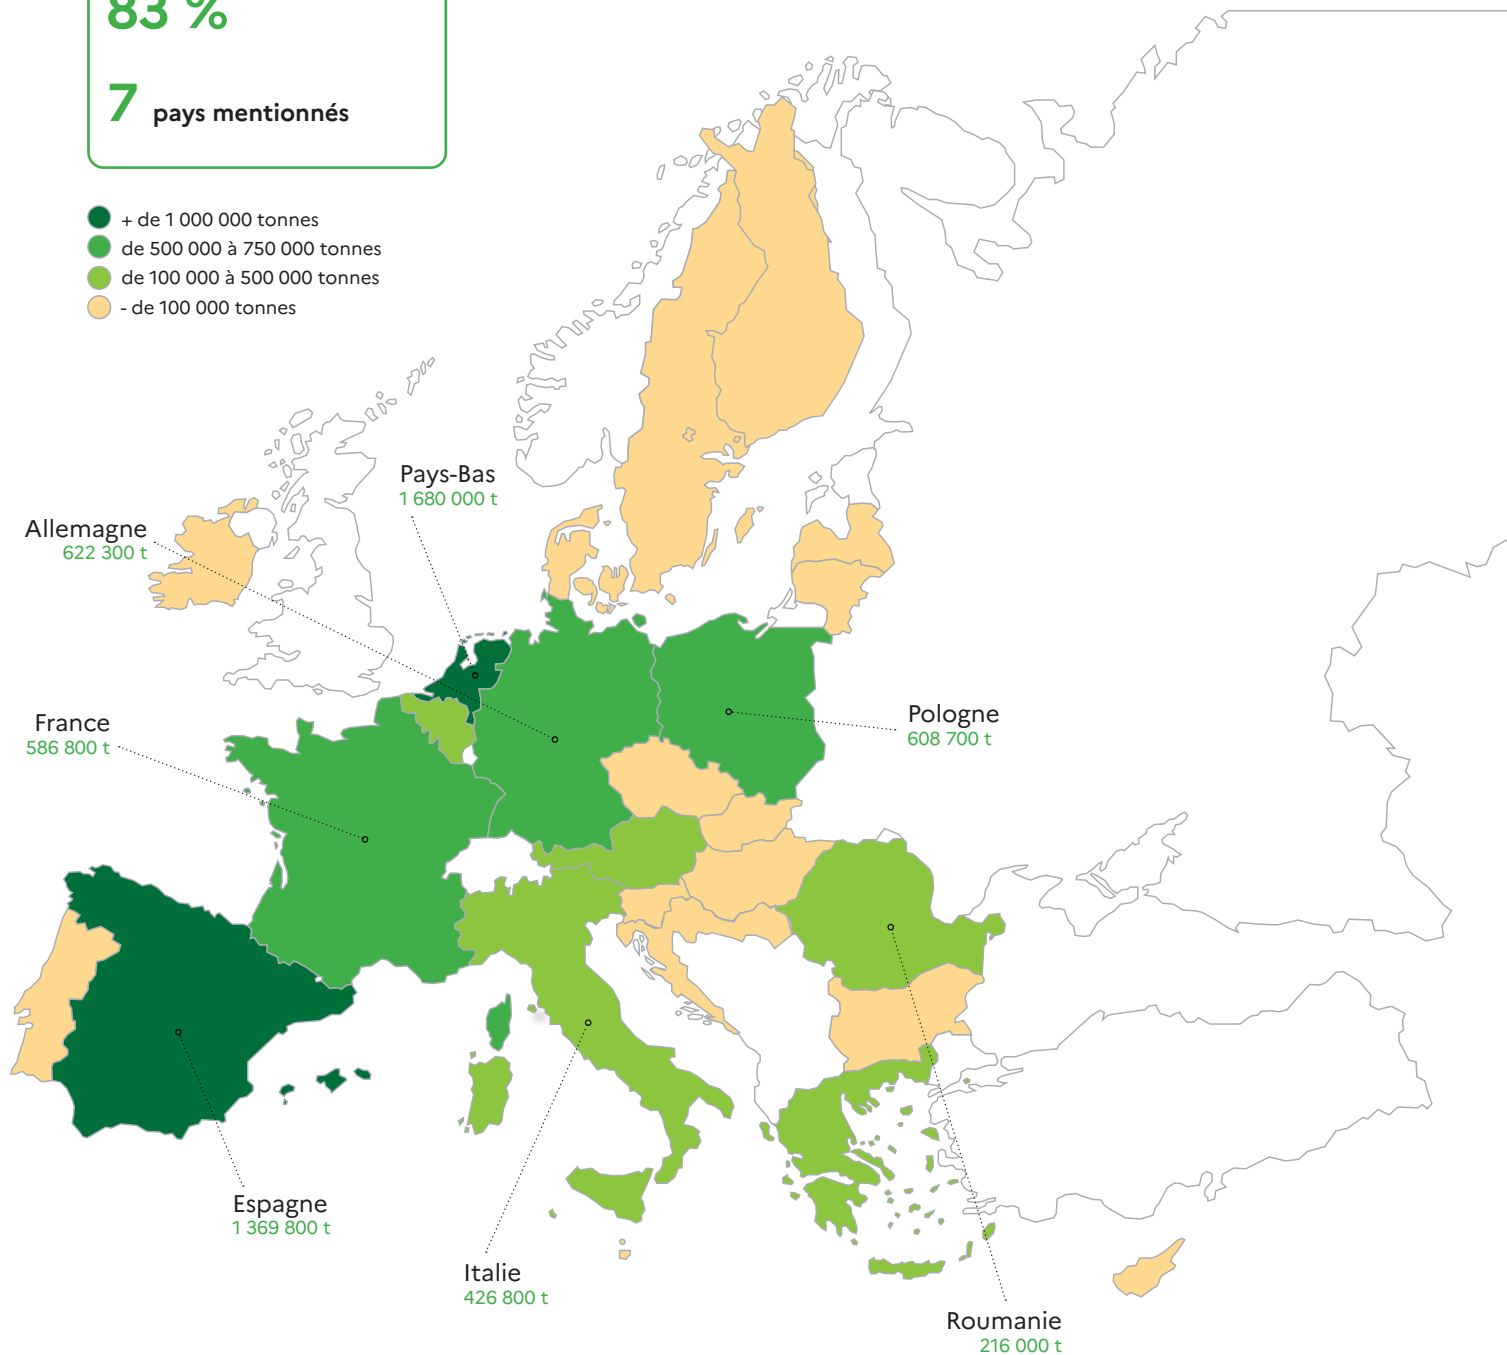 83 %
7 pays mentionnés
+ de 1 000 000 tonnes
de 500 000 à 750 000 tonnes
de 100 000 à 500 000 tonnes
- de 100 000 tonnes
Pays-Bas
1 680 000 t
Allemagne
622 300 t
France
586 800 t
Pologne
608 700 t
Espagne
1 369 800 t
Italie
426 800 t
Roumanie
216 000 t